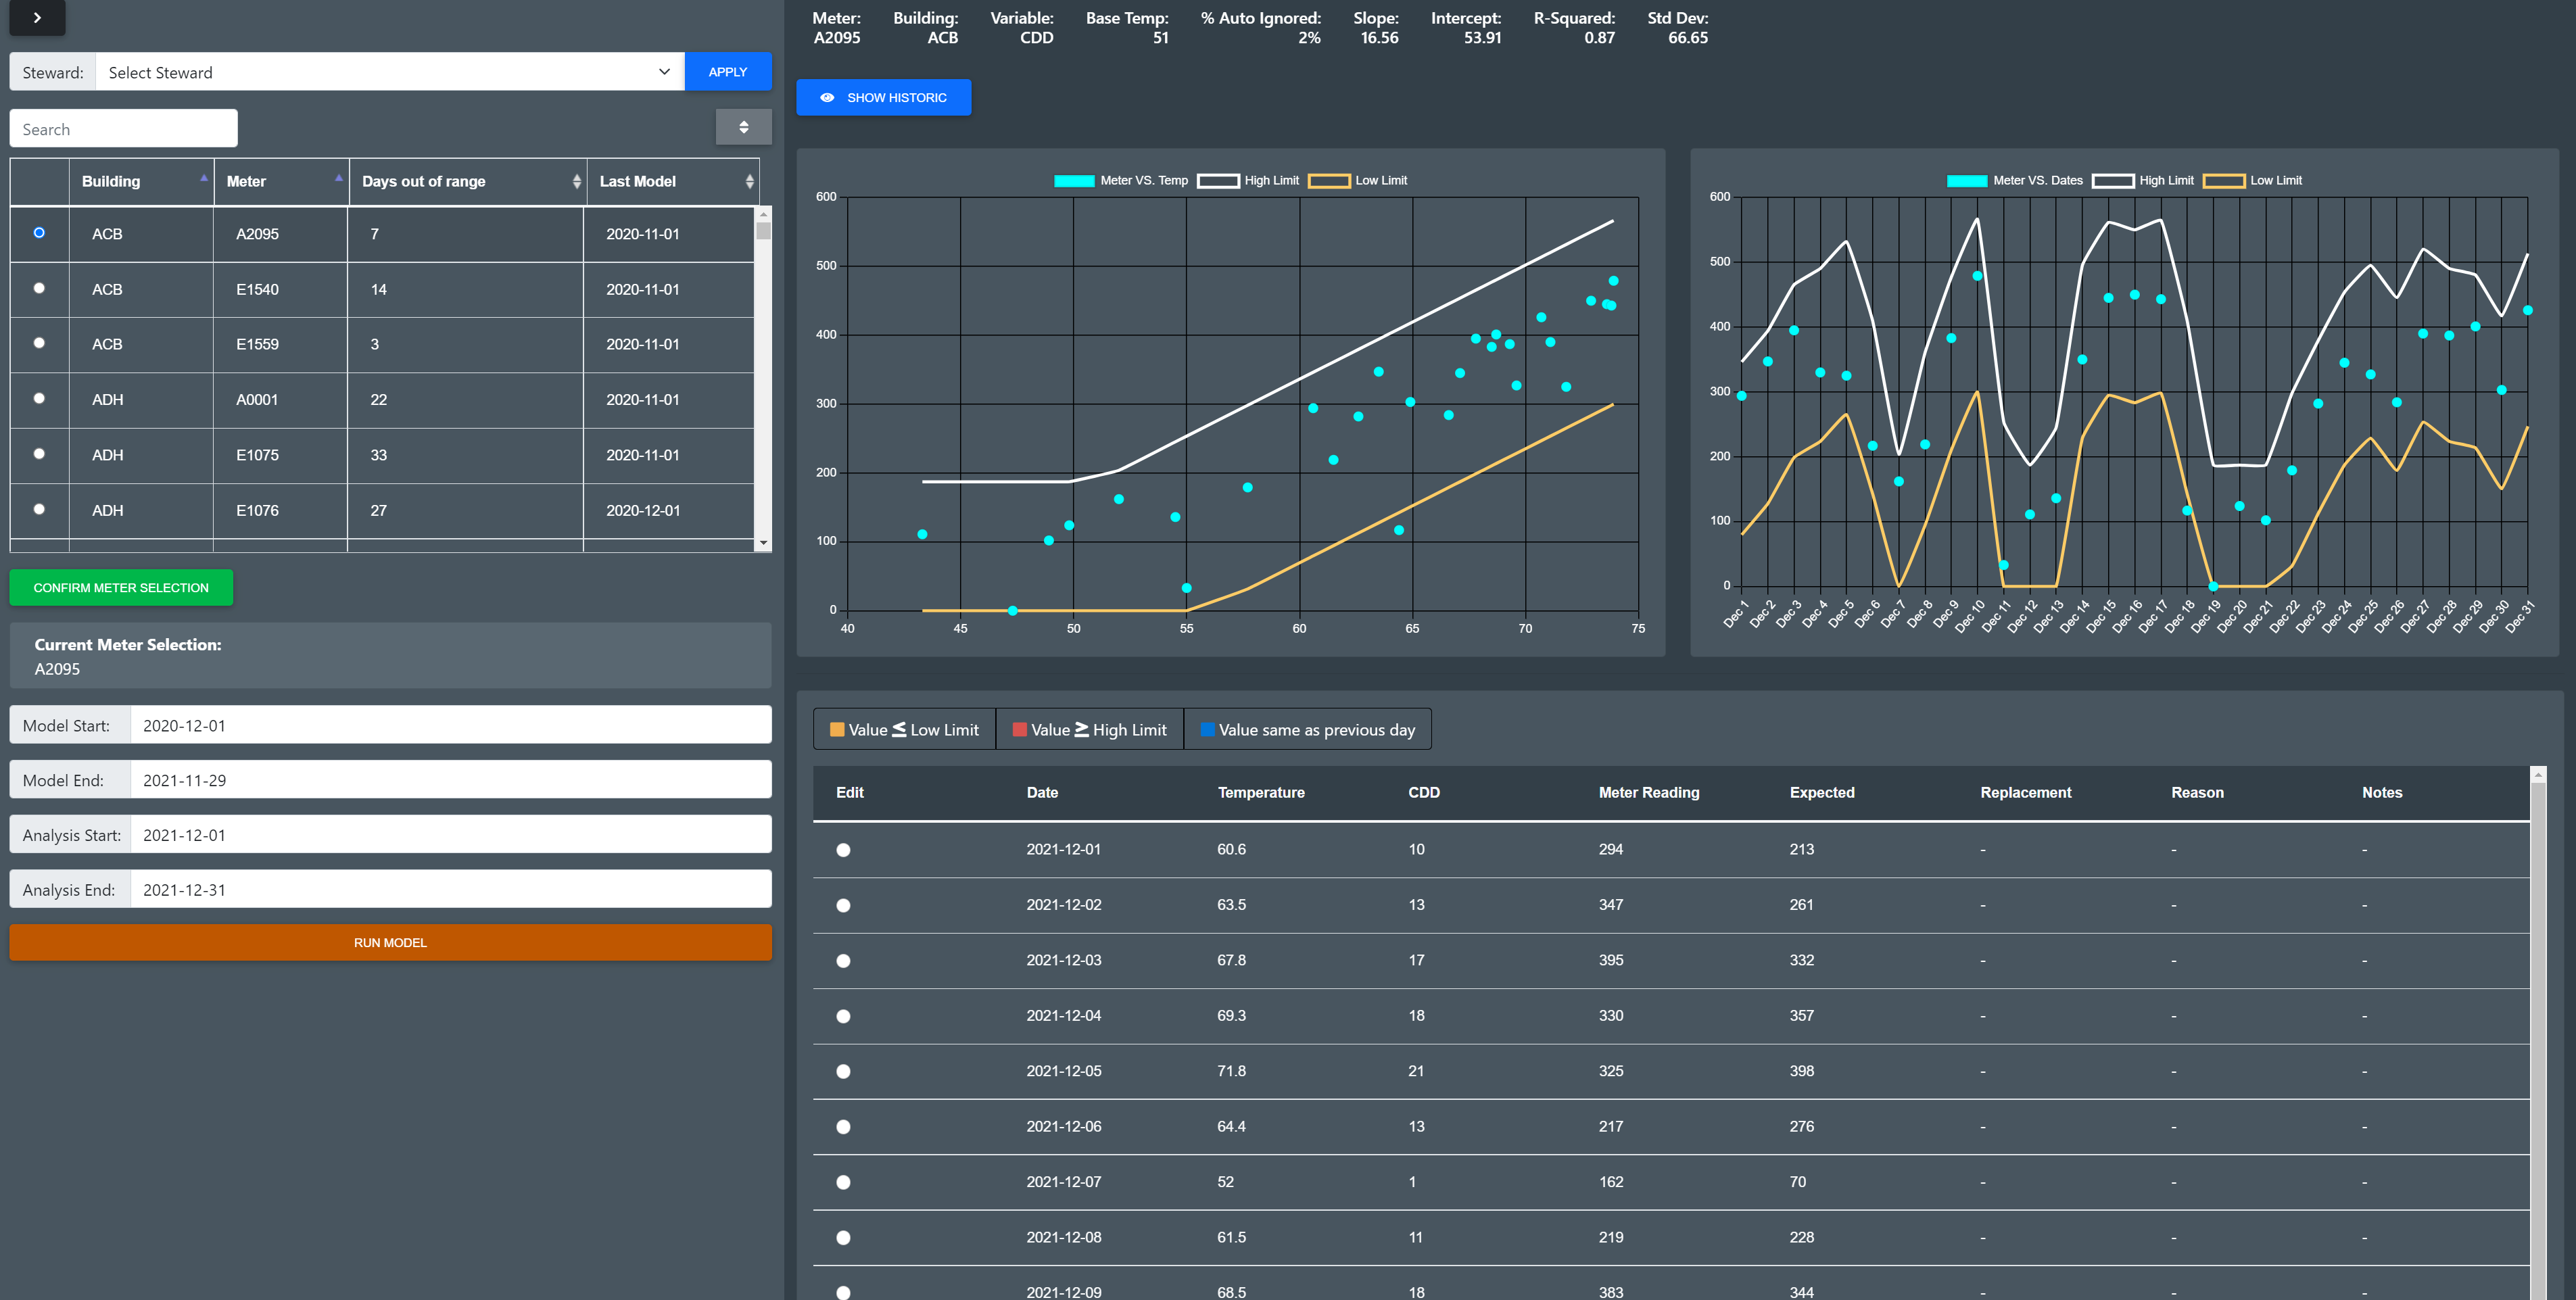 Steward: Select Steward APPLY
Search
Building Meter Days out of range Last Model
ACB A2095 7 2020-11-01
ACB E1540 14 2020-11-01
ACB E1559 3 2020-11-01
ADH A0001 22 2020-11-01
ADH E1075 33 2020-11-01
ADH E1076 27 2020-12-01
CONFIRM METER SELECTION
Current Meter Selection:
A2095
Model Start: 2020-12-01
Model End: 2021-11-29
Analysis Start: 2021-12-01
Analysis End: 2021-12-31
RUN MODEL
Meter: Building: Variable: Base Temp: % Auto Ignored: Slope: Intercept: R-Squared: Std Dev:
A2095 ACB CDD 51 2% 16.56 53.91 0.87 66.65
SHOW HISTORIC
Meter VS. Temp High Limit Low Limit
600
500
400
300
200
100
0
40 45 50 55 60 65 70 75
Meter VS. Dates High Limit Low Limit
600
500
400
300
200
100
0
Dec 1 Dec 2 Dec 3 Dec 4 Dec 5 Dec 6 Dec 7 Dec 8 Dec 9 Dec 10 Dec 11 Dec 12 Dec 13 Dec 14 Dec 15 Dec 16 Dec 17 Dec 18 Dec 19 Dec 20 Dec 21 Dec 22 Dec 23 Dec 24 Dec 25 Dec 26 Dec 27 Dec 28 Dec 29 Dec 30 Dec 31
Value ≤ Low Limit Value ≥ High Limit Value same as previous day
Edit Date Temperature CDD Meter Reading Expected Replacement Reason Notes
2021-12-01 60.6 10 294 213 - - -
2021-12-02 63.5 13 347 261 - - -
2021-12-03 67.8 17 395 332 - - -
2021-12-04 69.3 18 330 357 - - -
2021-12-05 71.8 21 325 398 - - -
2021-12-06 64.4 13 217 276 - - -
2021-12-07 52 1 162 70 - - -
2021-12-08 61.5 11 219 228 - - -
2021-12-09 68.5 18 383 344 - - -